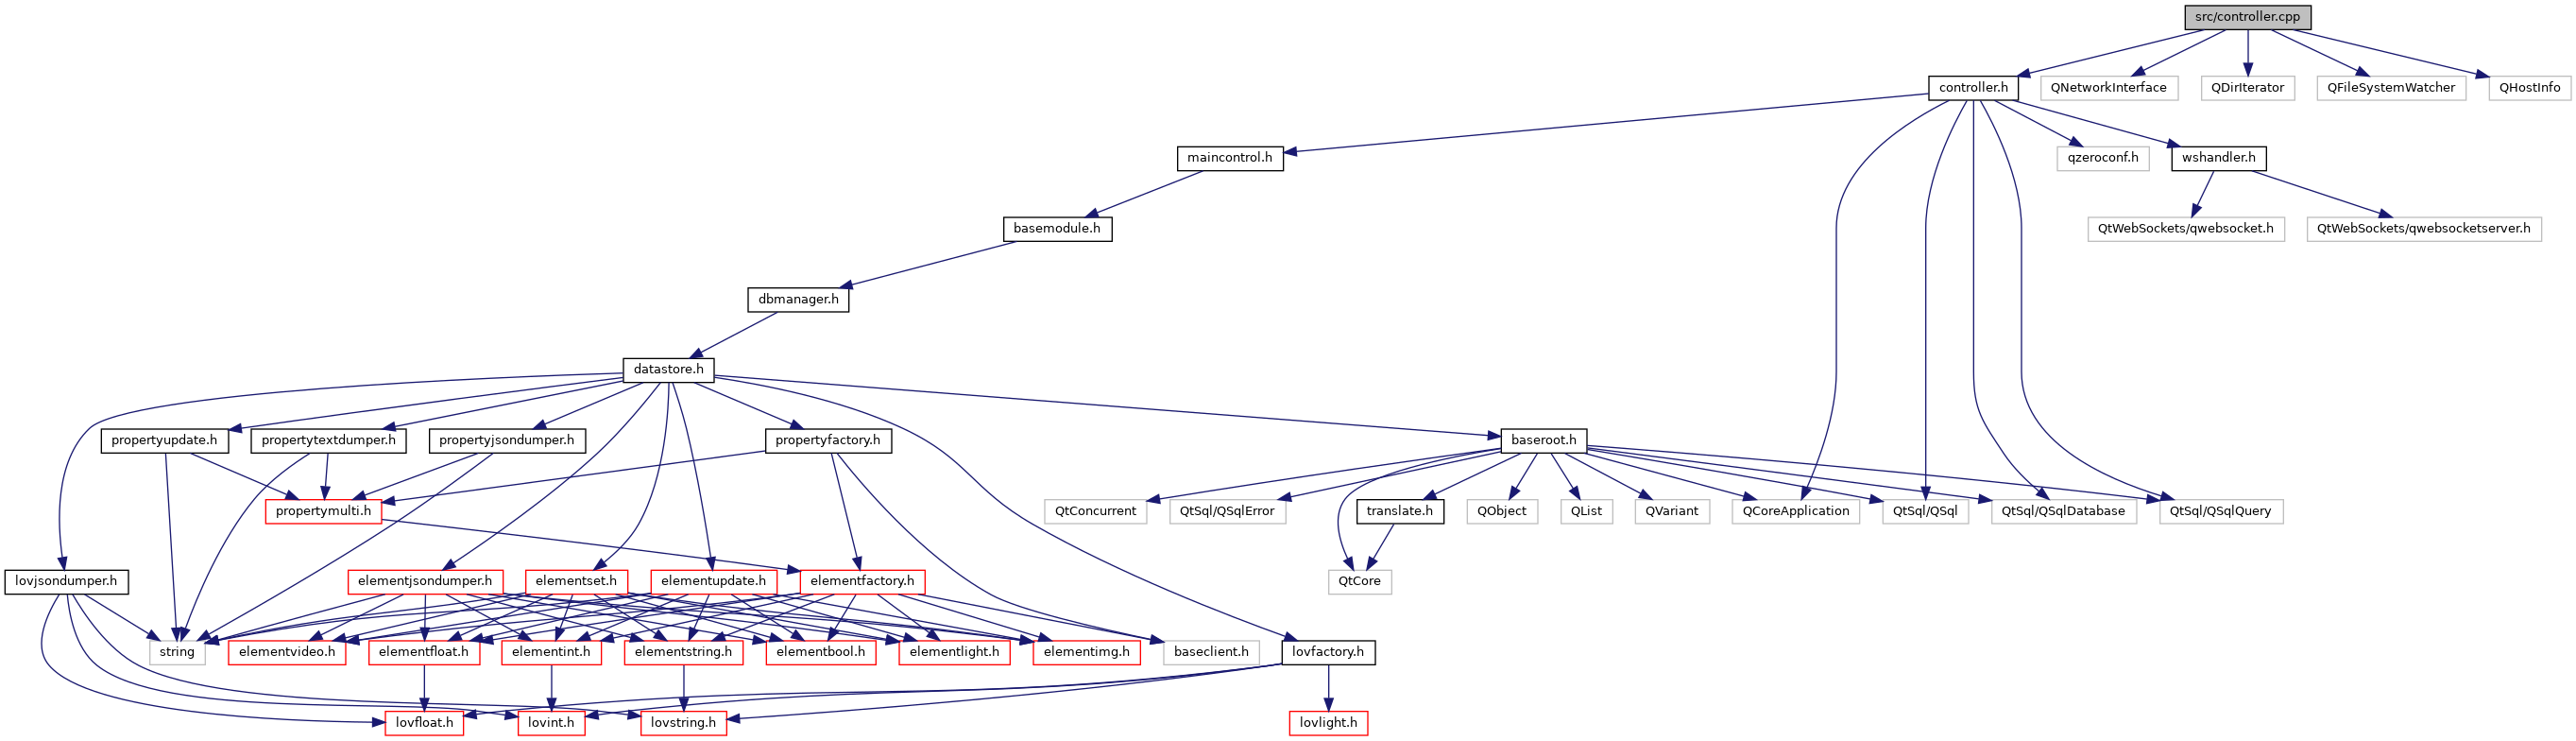 src/controller.cpp
controller.h
QNetworkInterface
QDirIterator
QFileSystemWatcher
QHostInfo
maincontrol.h
qzeroconf.h
wshandler.h
basemodule.h
QtWebSockets/qwebsocket.h
QtWebSockets/qwebsocketserver.h
dbmanager.h
datastore.h
propertyupdate.h
propertytextdumper.h
propertyjsondumper.h
propertyfactory.h
baseroot.h
propertymulti.h
QtConcurrent
QtSql/QSqlError
translate.h
QObject
QList
QVariant
QCoreApplication
QtSql/QSql
QtSql/QSqlDatabase
QtSql/QSqlQuery
lovjsondumper.h
elementjsondumper.h
elementset.h
elementupdate.h
elementfactory.h
QtCore
string
elementvideo.h
elementfloat.h
elementint.h
elementstring.h
elementbool.h
elementlight.h
elementimg.h
baseclient.h
lovfactory.h
lovfloat.h
lovint.h
lovstring.h
lovlight.h